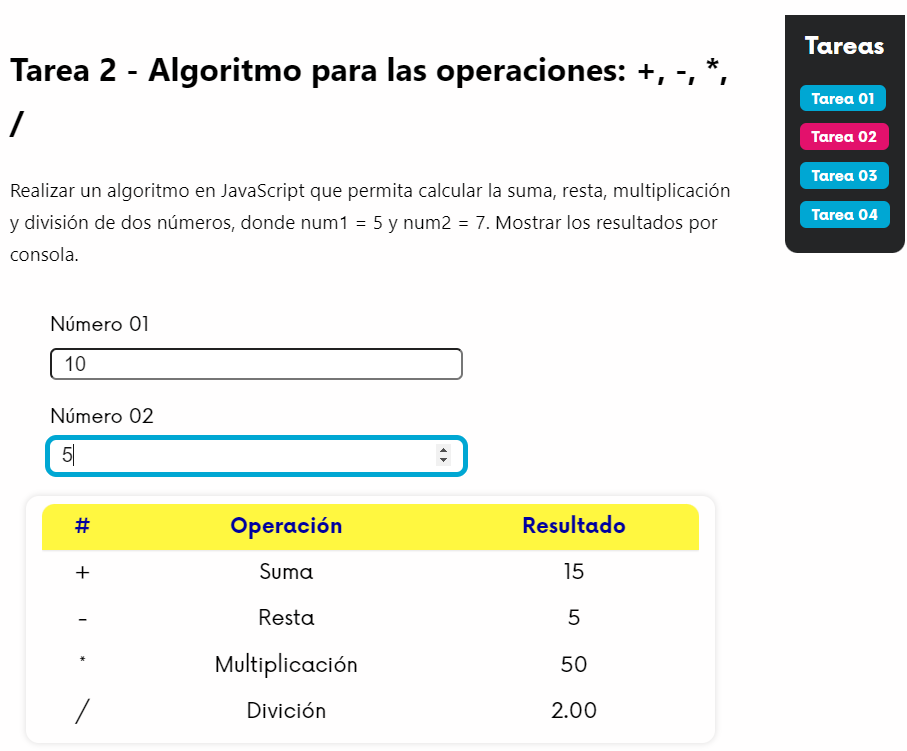 Tarea 2 - Algoritmo para las operaciones: +, -, *,
/
Realizar un algoritmo en JavaScript que permita calcular la suma, resta, multiplicación
y división de dos números, donde num1 = 5 y num2 = 7. Mostrar los resultados por
consola.
Número 01
10
Número 02
5
# Operación Resultado
+ Suma 15
- Resta 5
* Multiplicación 50
/ Divición 2.00
Tareas
Tarea 01
Tarea 02
Tarea 03
Tarea 04